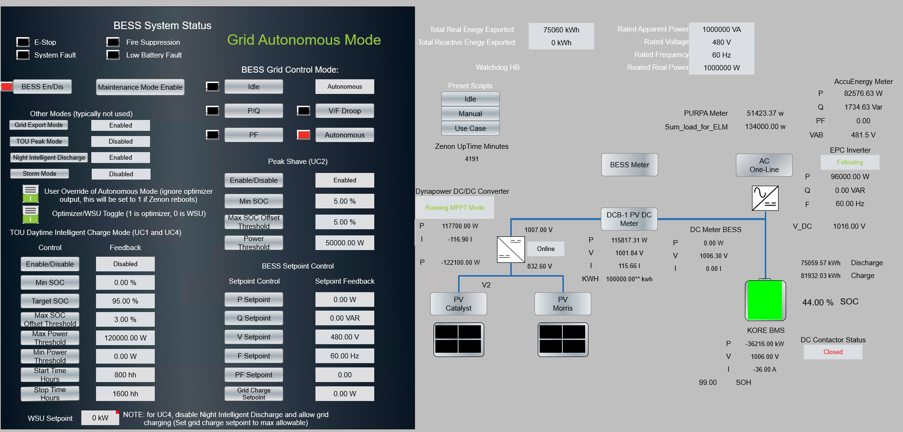 BESS System Status
E-Stop
Fire Suppression
System Fault
Low Battery Fault
Grid Autonomous Mode
BESS En/Dis
Maintenance Mode Enable
BESS Grid Control Mode:
Idle
Autonomous
P/Q
V/F Droop
PF
Autonomous
Other Modes (typically not used)
Grid Export Mode
Enabled
TOU Peak Mode
Disabled
Night Intelligent Discharge
Enabled
Storm Mode
Disabled
User Override of Autonomous Mode (ignore optimizer
output, this will be set to 1 if Zenon reboots)
Optimizer/WSU Toggle (1 is optimizer, 0 is WSU)
TOU Daytime Intelligent Charge Mode (UC1 and UC4)
Control
Feedback
Enable/Disable
Disabled
Min SOC
0.00 %
Target SOC
95.00 %
Max SOC
Offset Threshold
3.00 %
Max Power
Threshold
120000.00 W
Min Power
Threshold
0.00 W
Start Time
Hours
800 hh
Stop Time
Hours
1600 hh
WSU Setpoint
0 kW
NOTE: for UC4, disable Night Intelligent Discharge and allow grid
charging (Set grid charge setpoint to max allowable)
Peak Shave (UC2)
Enable/Disable
Enabled
Min SOC
5.00 %
Max SOC Offset
Threshold
5.00 %
Power
Threshold
50000.00 W
BESS Setpoint Control
Setpoint Control
Setpoint Feedback
P Setpoint
0.00 W
Q Setpoint
0.00 VAR
V Setpoint
480.00 V
F Setpoint
60.00 Hz
PF Setpoint
0.00
Grid Charge
Setpoint
0.00 W
Total Real Enegy Exported
75060 kWh
Total Reactive Enegy Exported
0 kWh
Watchdog HB
Rated Apparent Power
1000000 VA
Rated Voltage
480 V
Rated Frequency
60 Hz
Reated Real Power
1000000 W
Preset Scripts
Idle
Manual
Use Case
Zenon UpTime Minutes
4191
PURPA Meter
51423.37 w
Sum_load_for_ELM
134000.00 w
AccuEnergy Meter
P
82576.63 W
Q
1734.63 Var
PF
0.00
VAB
481.5 V
BESS Meter
AC
One-Line
EPC Inverter
Following
P
96000.00 W
Q
0.00 VAR
F
60.00 Hz
V_DC
1016.00 V
Dynapower DC/DC Converter
Running MPPT Mode
P
117700.00 W
I
-116.90 I
P
-122100.00 W
1007.00 V
Online
832.60 V
V2
DCB-1 PV DC
Meter
P
115817.31 W
V
1001.84 V
I
115.66 I
KWH
100000.00** kwh
DC Meter BESS
P
0.00 W
V
1006.30 V
I
0.00 I
75059.57 kWh
Discharge
81932.03 kWh
Charge
PV
Catalyst
PV
Morris
44.00 %
SOC
KORE BMS
P
-36216.00 kW
V
1006.00 V
I
-36.00 A
99.00
SOH
DC Contactor Status
Closed